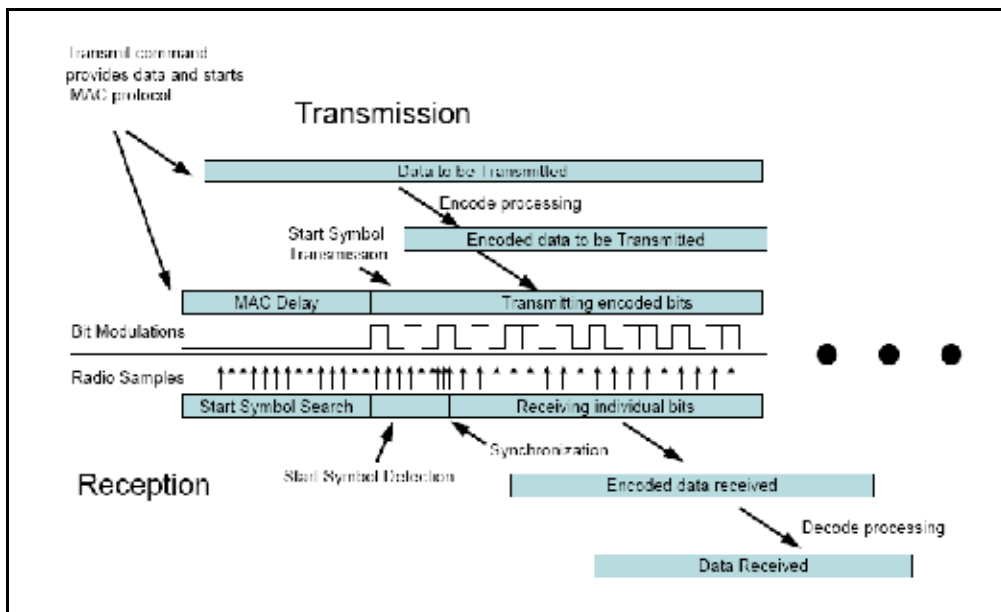 Transmit command
provides data and starts
MAC protocol
Transmission
Data to be Transmitted
Encode processing
Start Symbol
Transmission
Encoded data to be Transmitted
MAC Delay
Transmitting encoded bits
Bit Modulations
Radio Samples
Start Symbol Search
Receiving individual bits
Synchronization
Start Symbol Detection
Reception
Encoded data received
Decode processing
Data Received